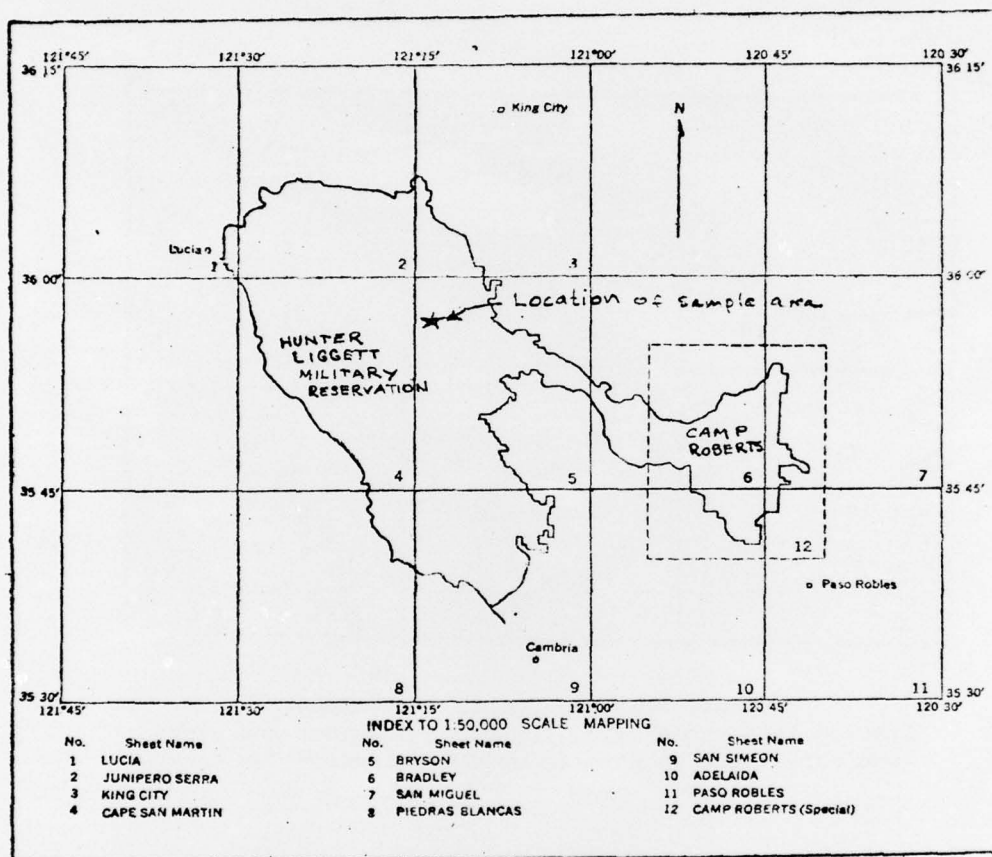 121°45' 121°30' 121°15' 121°00' 120°45' 120 30'
36 15' 36 15'
King City
N
Lucia
1 2 3
36 00' 36 00'
Location of sample area
HUNTER
LIGGETT
MILITARY
RESERVATION
CAMP
ROBERTS
4 5 6 7
35 45' 35 45'
12
Paso Robles
Cambria
8 9 10 11
35 30' 35 30'
121°45' 121°30' 121°15' 121°00' 120°45' 120 30'
INDEX TO 1:50,000 SCALE MAPPING
No. Sheet Name No. Sheet Name No. Sheet Name
1 LUCIA 5 BRYSON 9 SAN SIMEON
2 JUNIPERO SERRA 6 BRADLEY 10 ADELAIDA
3 KING CITY 7 SAN MIGUEL 11 PASO ROBLES
4 CAPE SAN MARTIN 8 PIEDRAS BLANCAS 12 CAMP ROBERTS (Special)